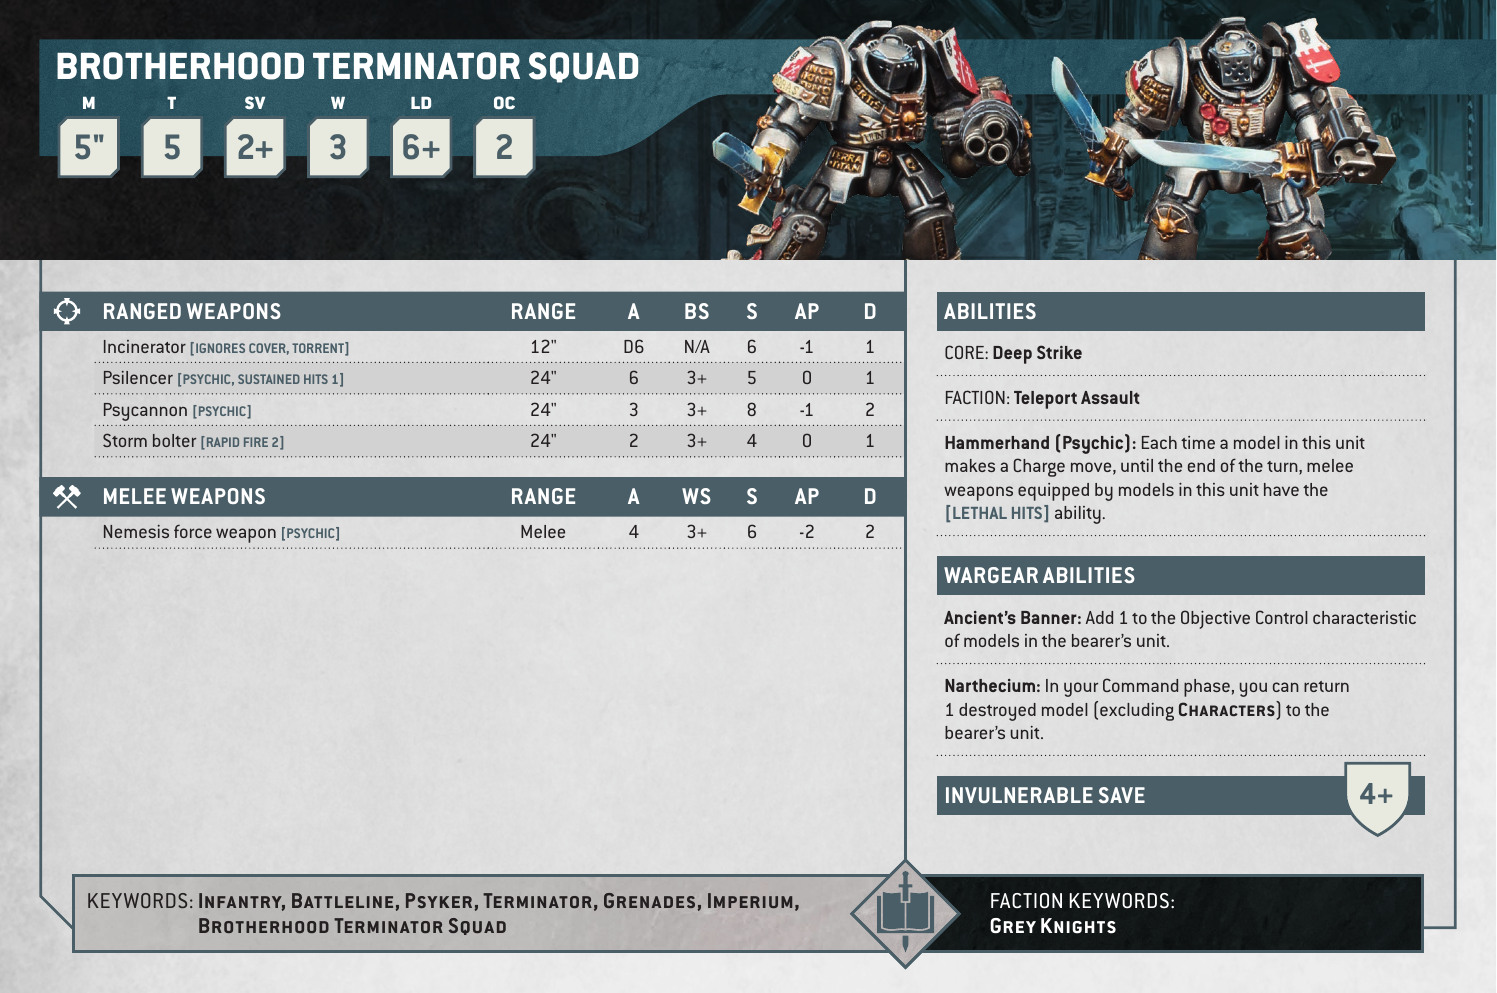 BROTHERHOOD TERMINATOR SQUAD
M T SV W LD OC
5" 5 2+ 3 6+ 2
RANGED WEAPONS RANGE A BS S AP D
Incinerator [IGNORES COVER, TORRENT] 12" D6 N/A 6 -1 1
Psilencer [PSYCHIC, SUSTAINED HITS 1] 24" 6 3+ 5 0 1
Psycannon [PSYCHIC] 24" 3 3+ 8 -1 2
Storm bolter [RAPID FIRE 2] 24" 2 3+ 4 0 1
MELEE WEAPONS RANGE A WS S AP D
Nemesis force weapon [PSYCHIC] Melee 4 3+ 6 -2 2
ABILITIES
CORE: Deep Strike
FACTION: Teleport Assault
Hammerhand (Psychic): Each time a model in this unit
makes a Charge move, until the end of the turn, melee
weapons equipped by models in this unit have the
[LETHAL HITS] ability.
WARGEAR ABILITIES
Ancient's Banner: Add 1 to the Objective Control characteristic
of models in the bearer's unit.
Narthecium: In your Command phase, you can return
1 destroyed model (excluding CHARACTERS) to the
bearer's unit.
INVULNERABLE SAVE 4+
KEYWORDS: INFANTRY, BATTLELINE, PSYKER, TERMINATOR, GRENADES, IMPERIUM,
BROTHERHOOD TERMINATOR SQUAD
FACTION KEYWORDS:
GREY KNIGHTS